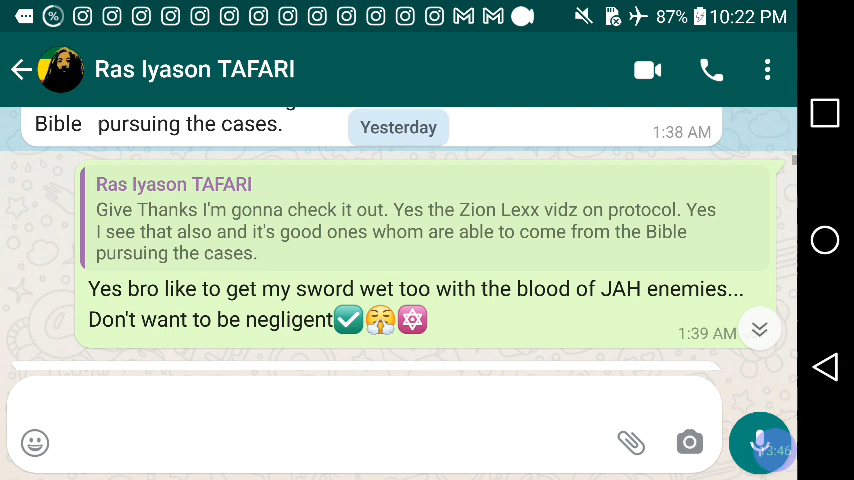 87% 10:22 PM
Ras Iyason TAFARI
Bible pursuing the cases.
Yesterday
1:38 AM
Ras Iyason TAFARI
Give Thanks I'm gonna check it out. Yes the Zion Lexx vidz on protocol. Yes
I see that also and it's good ones whom are able to come from the Bible
pursuing the cases.
Yes bro like to get my sword wet too with the blood of JAH enemies...
Don't want to be negligent✅😤🔯
1:39 AM
13:46